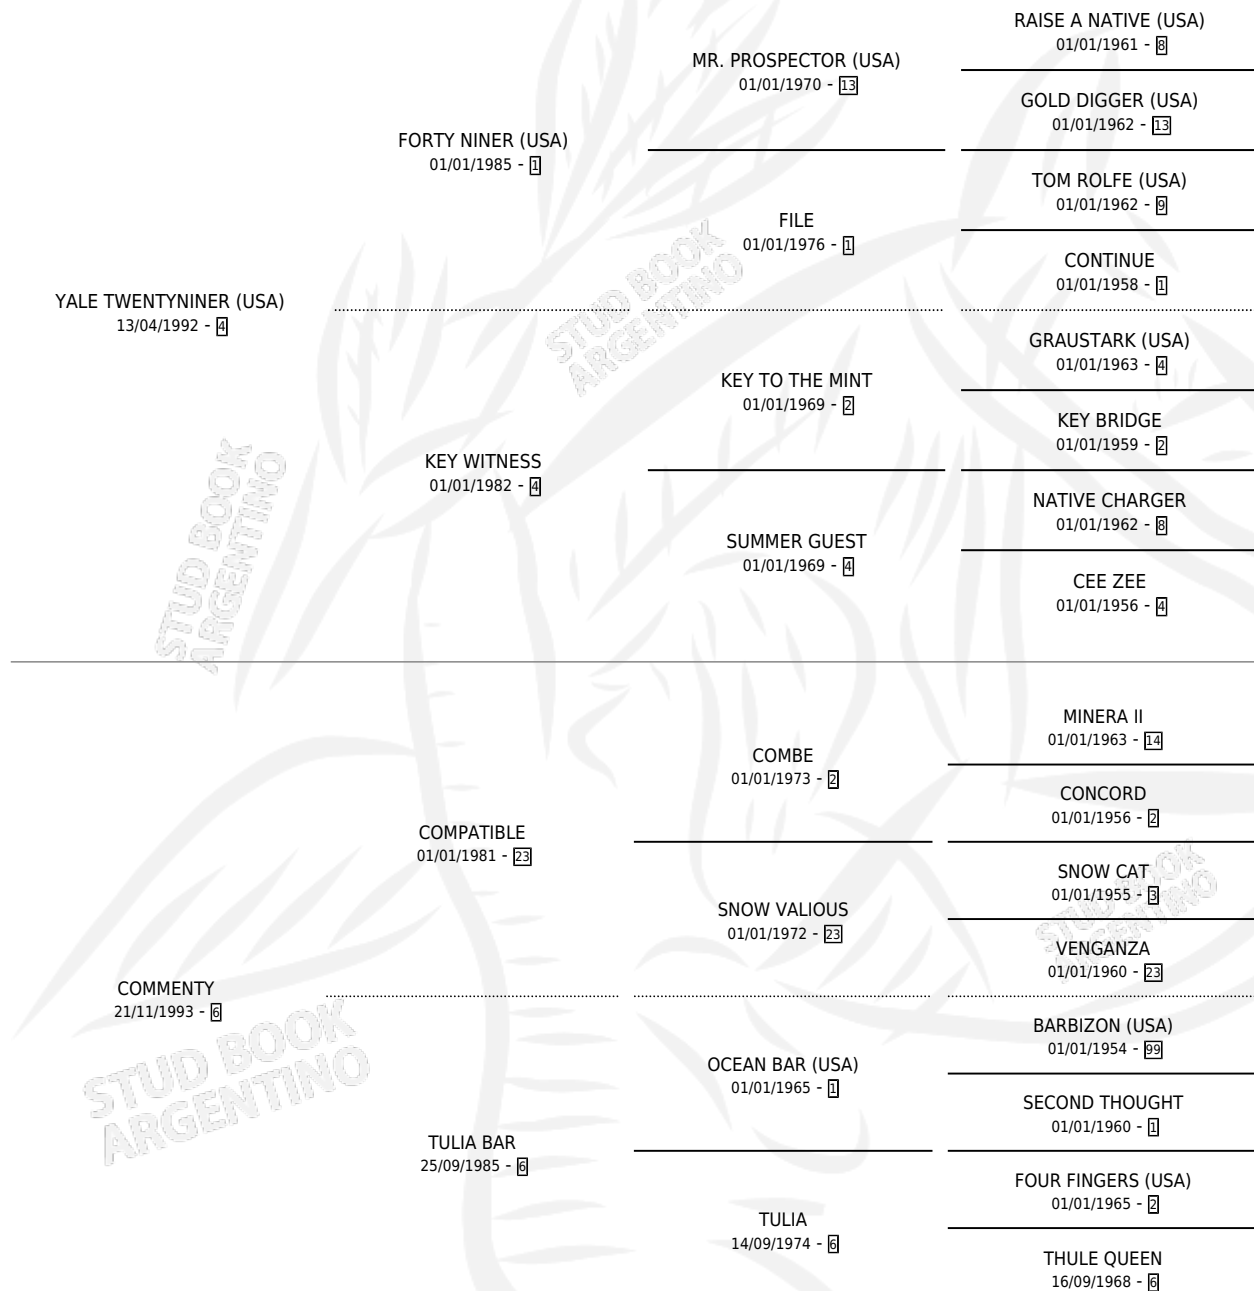 RAISE A NATIVE (USA)
01/01/1961 - 8
MR. PROSPECTOR (USA)
01/01/1970 - 13
GOLD DIGGER (USA)
01/01/1962 - 13
FORTY NINER (USA)
01/01/1985 - 1
TOM ROLFE (USA)
01/01/1962 - 9
FILE
01/01/1976 - 1
CONTINUE
01/01/1958 - 1
YALE TWENTYNINER (USA)
13/04/1992 - 4
GRAUSTARK (USA)
01/01/1963 - 4
KEY TO THE MINT
01/01/1969 - 2
KEY BRIDGE
01/01/1959 - 2
KEY WITNESS
01/01/1982 - 4
NATIVE CHARGER
01/01/1962 - 8
SUMMER GUEST
01/01/1969 - 4
CEE ZEE
01/01/1956 - 4
MINERA II
01/01/1963 - 14
COMBE
01/01/1973 - 2
CONCORD
01/01/1956 - 2
COMPATIBLE
01/01/1981 - 23
SNOW CAT
01/01/1955 - 3
SNOW VALIOUS
01/01/1972 - 23
VENGANZA
01/01/1960 - 23
COMMENTY
21/11/1993 - 6
BARBIZON (USA)
01/01/1954 - 99
OCEAN BAR (USA)
01/01/1965 - 1
SECOND THOUGHT
01/01/1960 - 1
TULIA BAR
25/09/1985 - 6
FOUR FINGERS (USA)
01/01/1965 - 2
TULIA
14/09/1974 - 6
THULE QUEEN
16/09/1968 - 6
STUD BOOK
ARGENTINO
STUD BOOK
ARGENTINO
STUD BOOK
ARGENTINO
STUD BOOK
ARGENTINO